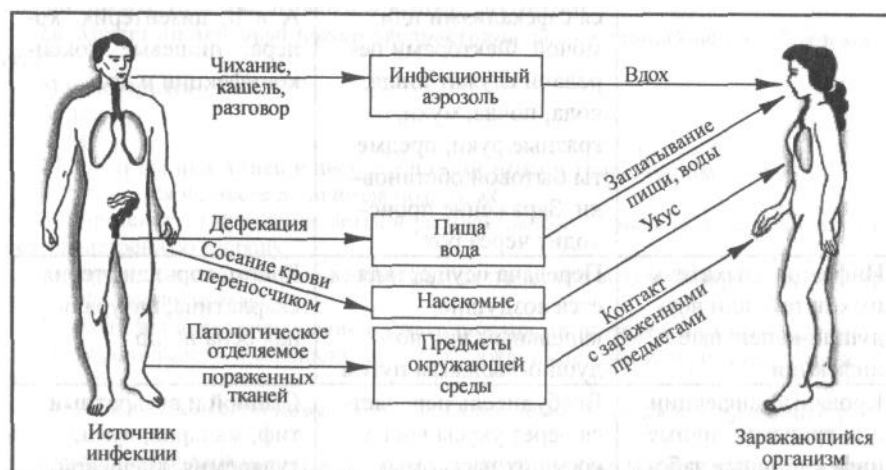 Чихание,
кашель,
разговор
Инфекционный
аэрозоль
Вдох
Заглатывание
пищи, воды
Дефекация
Пища
вода
Укус
Сосание крови
переносчиком
Насекомые
Контакт
с зараженными
предметами
Патологическое
отделяемое
пораженных
тканей
Предметы
окружающей
среды
Источник
инфекции
Заражающийся
организм